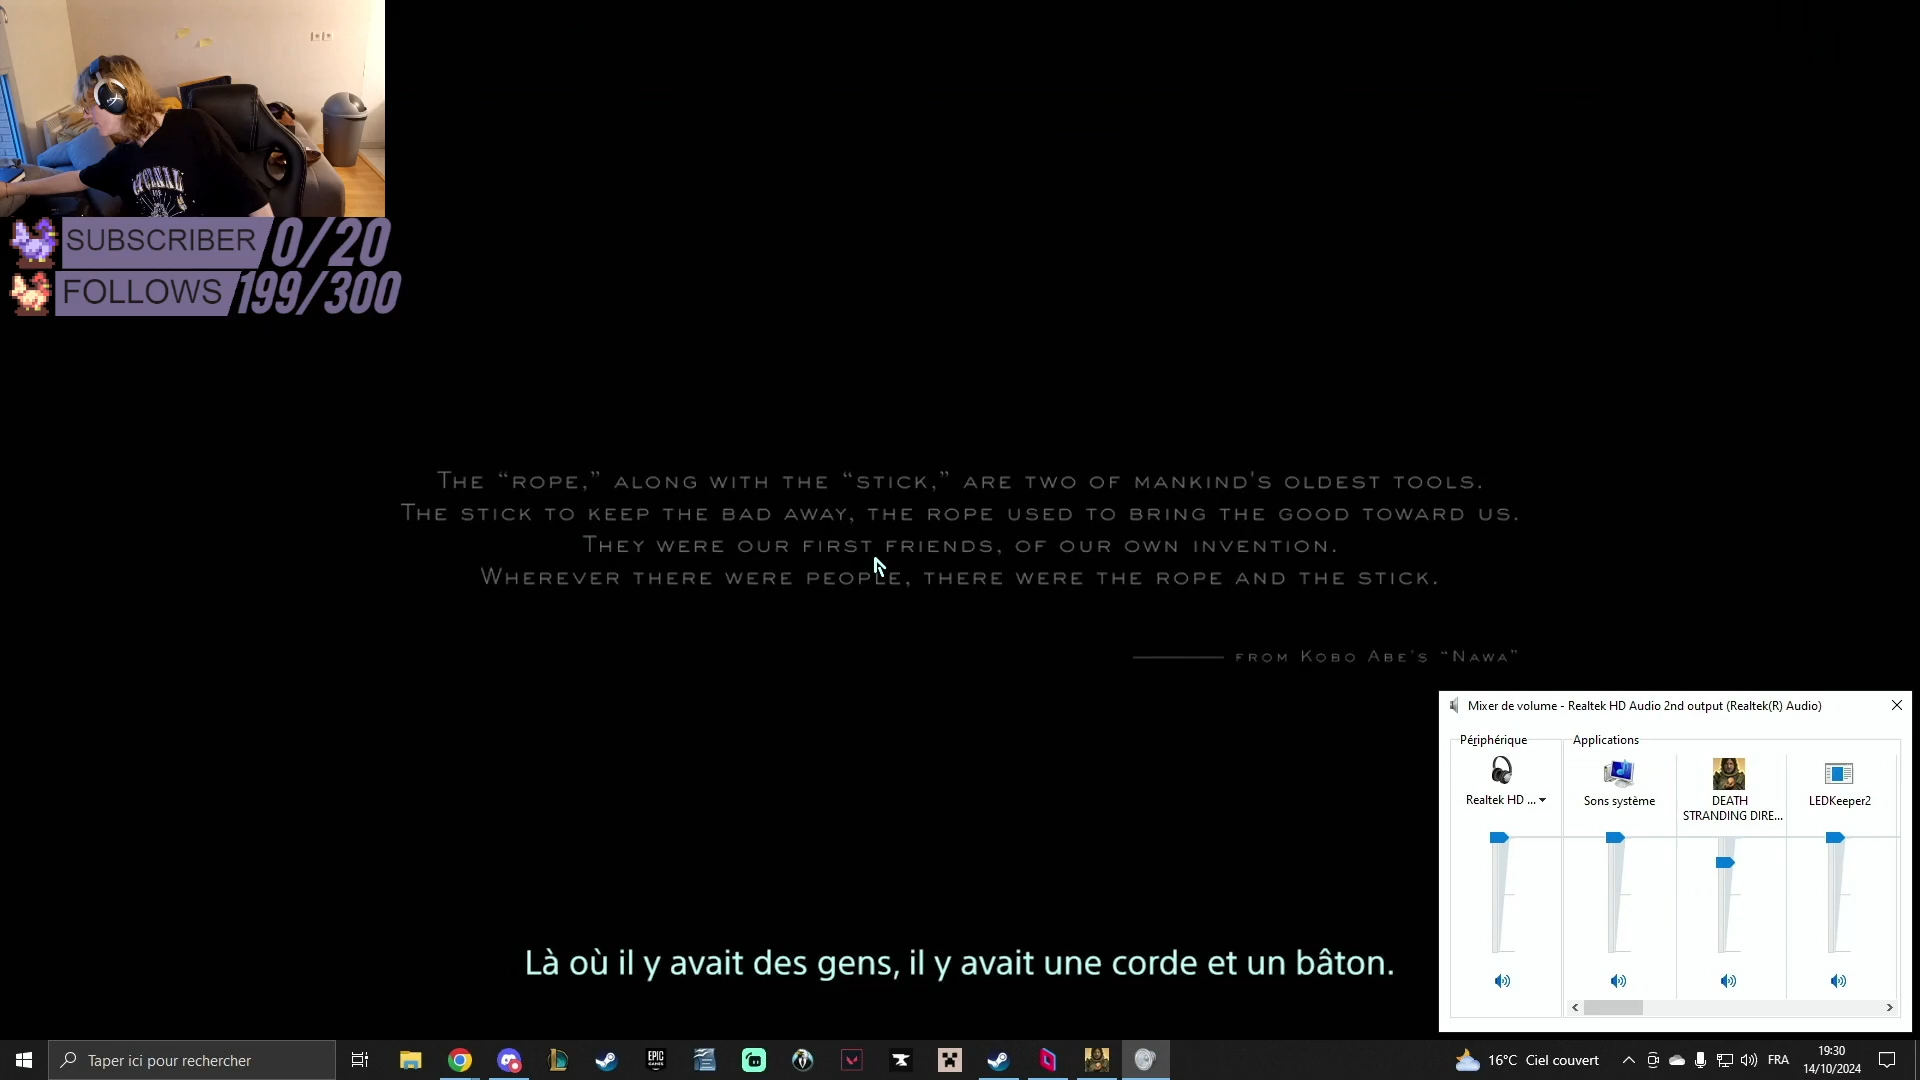 SUBSCRIBER 0/20
FOLLOWS 199/300
The “rope,” along with the “stick,” are two of mankind's oldest tools.
The stick to keep the bad away, the rope used to bring the good toward us.
They were our first friends, of our own invention.
Wherever there were people, there were the rope and the stick.
from Kobo Abe's “Nawa”
Mixer de volume - Realtek HD Audio 2nd output (Realtek(R) Audio)
Périphérique
Applications
Realtek HD ...
Sons système
DEATH
STRANDING DIRE...
LEDKeeper2
Là où il y avait des gens, il y avait une corde et un bâton.
Taper ici pour rechercher
EPIC
GAMES
16°C Ciel couvert
FRA
19:30
14/10/2024